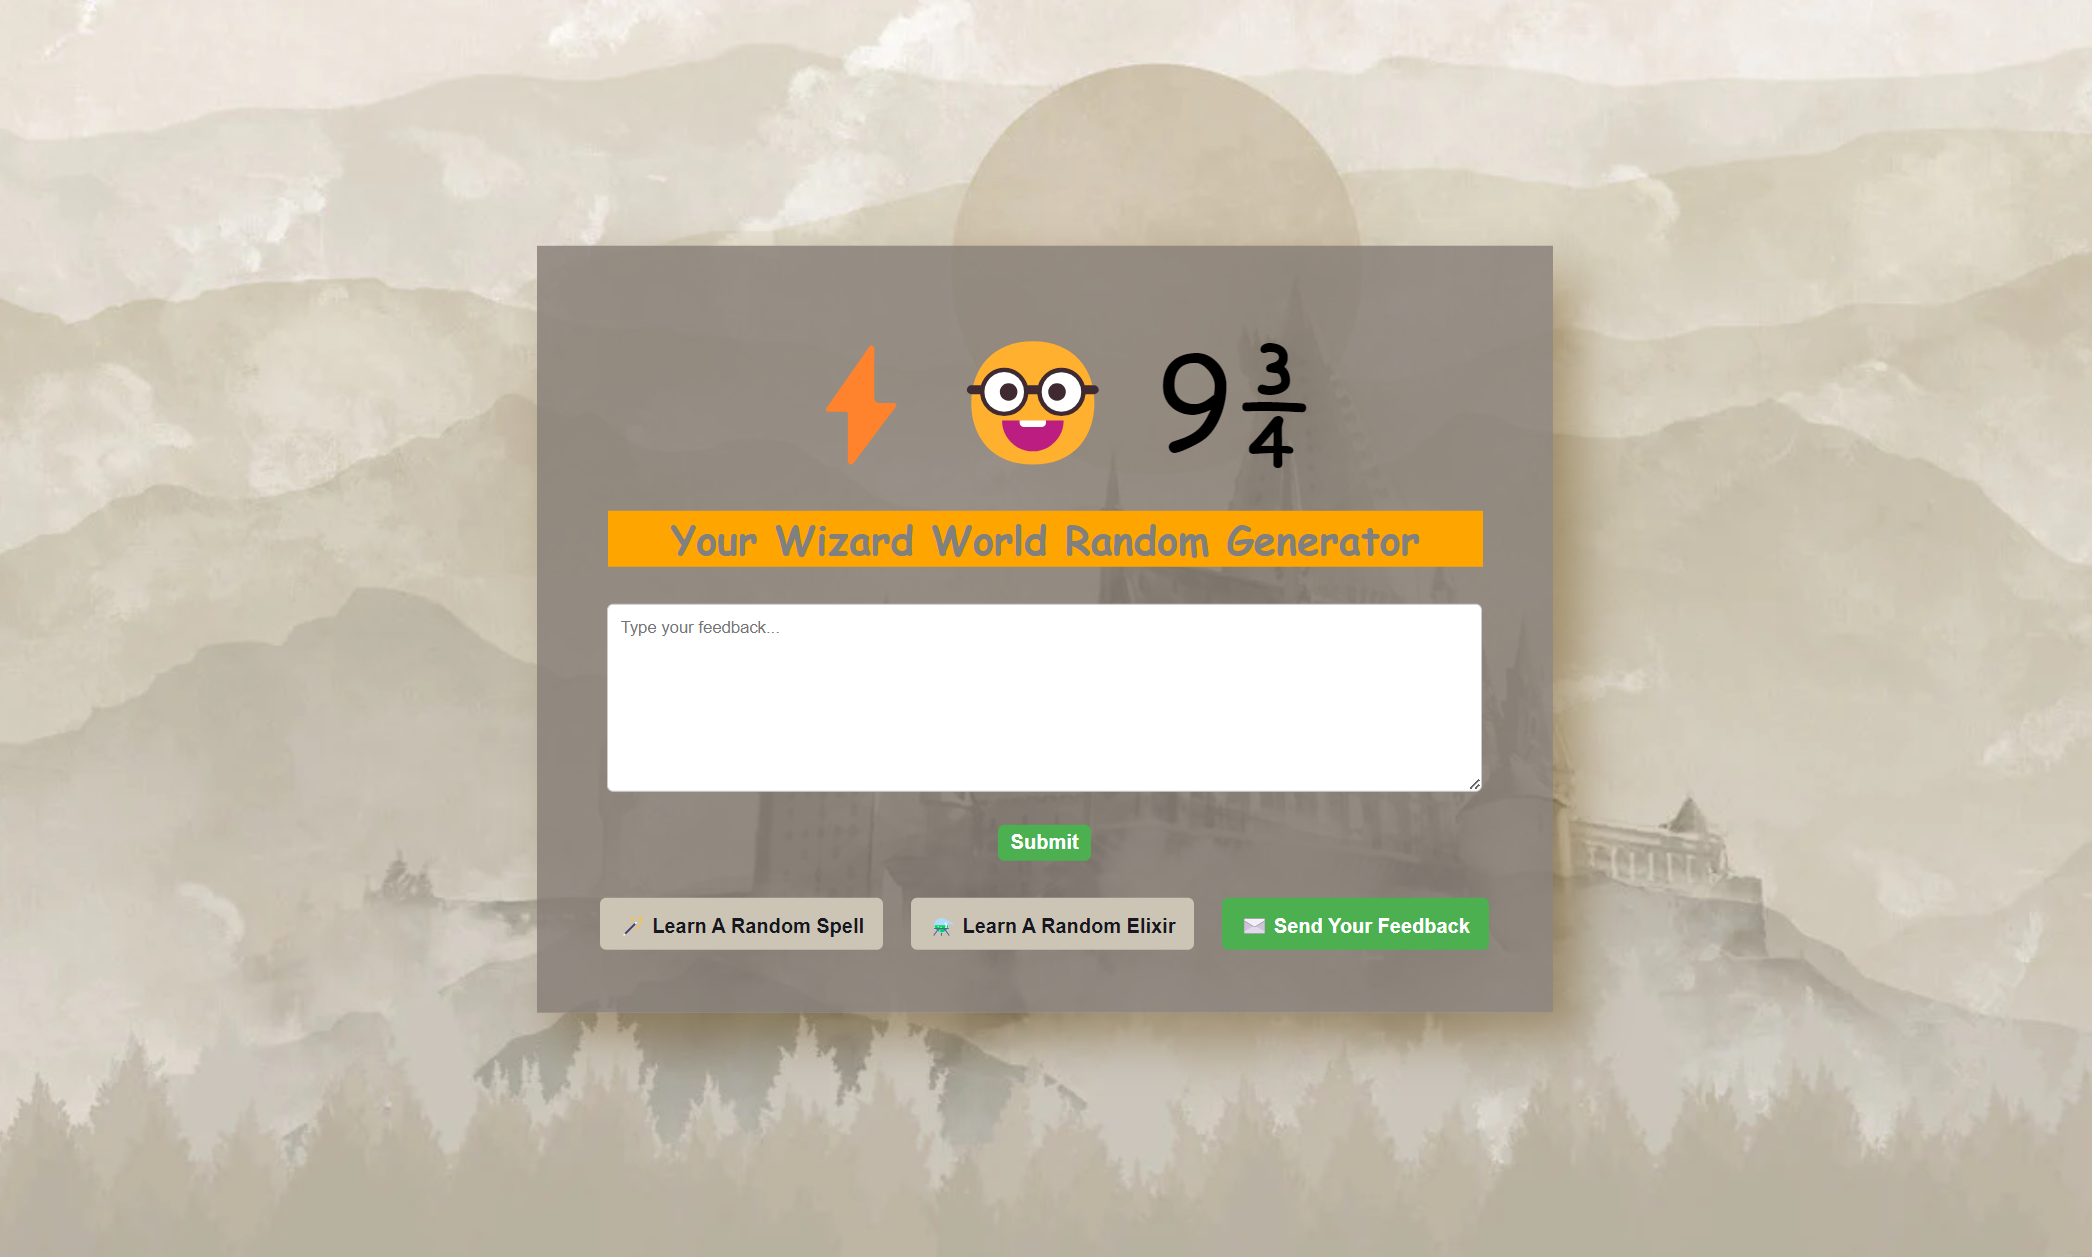 9 3/4
Your Wizard World Random Generator
Type your feedback...
Submit
Learn A Random Spell
Learn A Random Elixir
Send Your Feedback